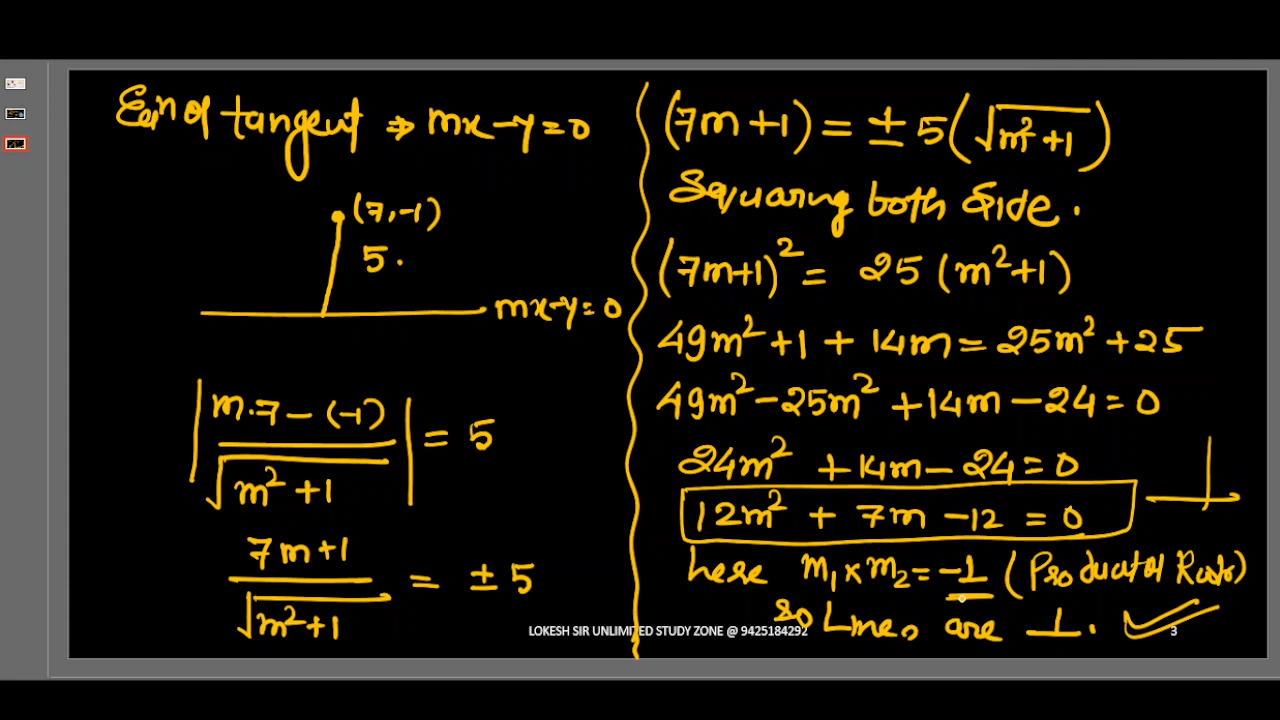 Eqn of tangent ⇒ mx-y=0
(7,-1)
5.
mx-y=0
|m.7-(-1) / √m²+1| = 5
7m+1 / √m²+1 = ±5
(7m+1) = ±5(√m²+1)
Squaring both Side.
(7m+1)² = 25(m²+1)
49m²+1+14m=25m²+25
49m²-25m²+14m-24=0
24m²+14m-24=0
12m²+7m-12=0
here m₁×m₂=-1 (Product of Roots)
so Lines are ⊥.
LOKESH SIR UNLIMITED STUDY ZONE @ 9425184292
3